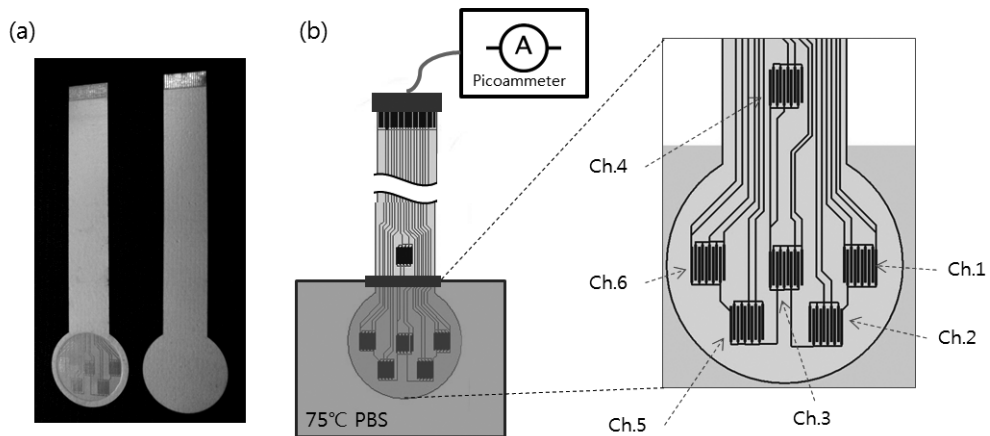 (a)
(b)
A
Picoammeter
75℃ PBS
Ch.4
Ch.6
Ch.1
Ch.2
Ch.5
Ch.3